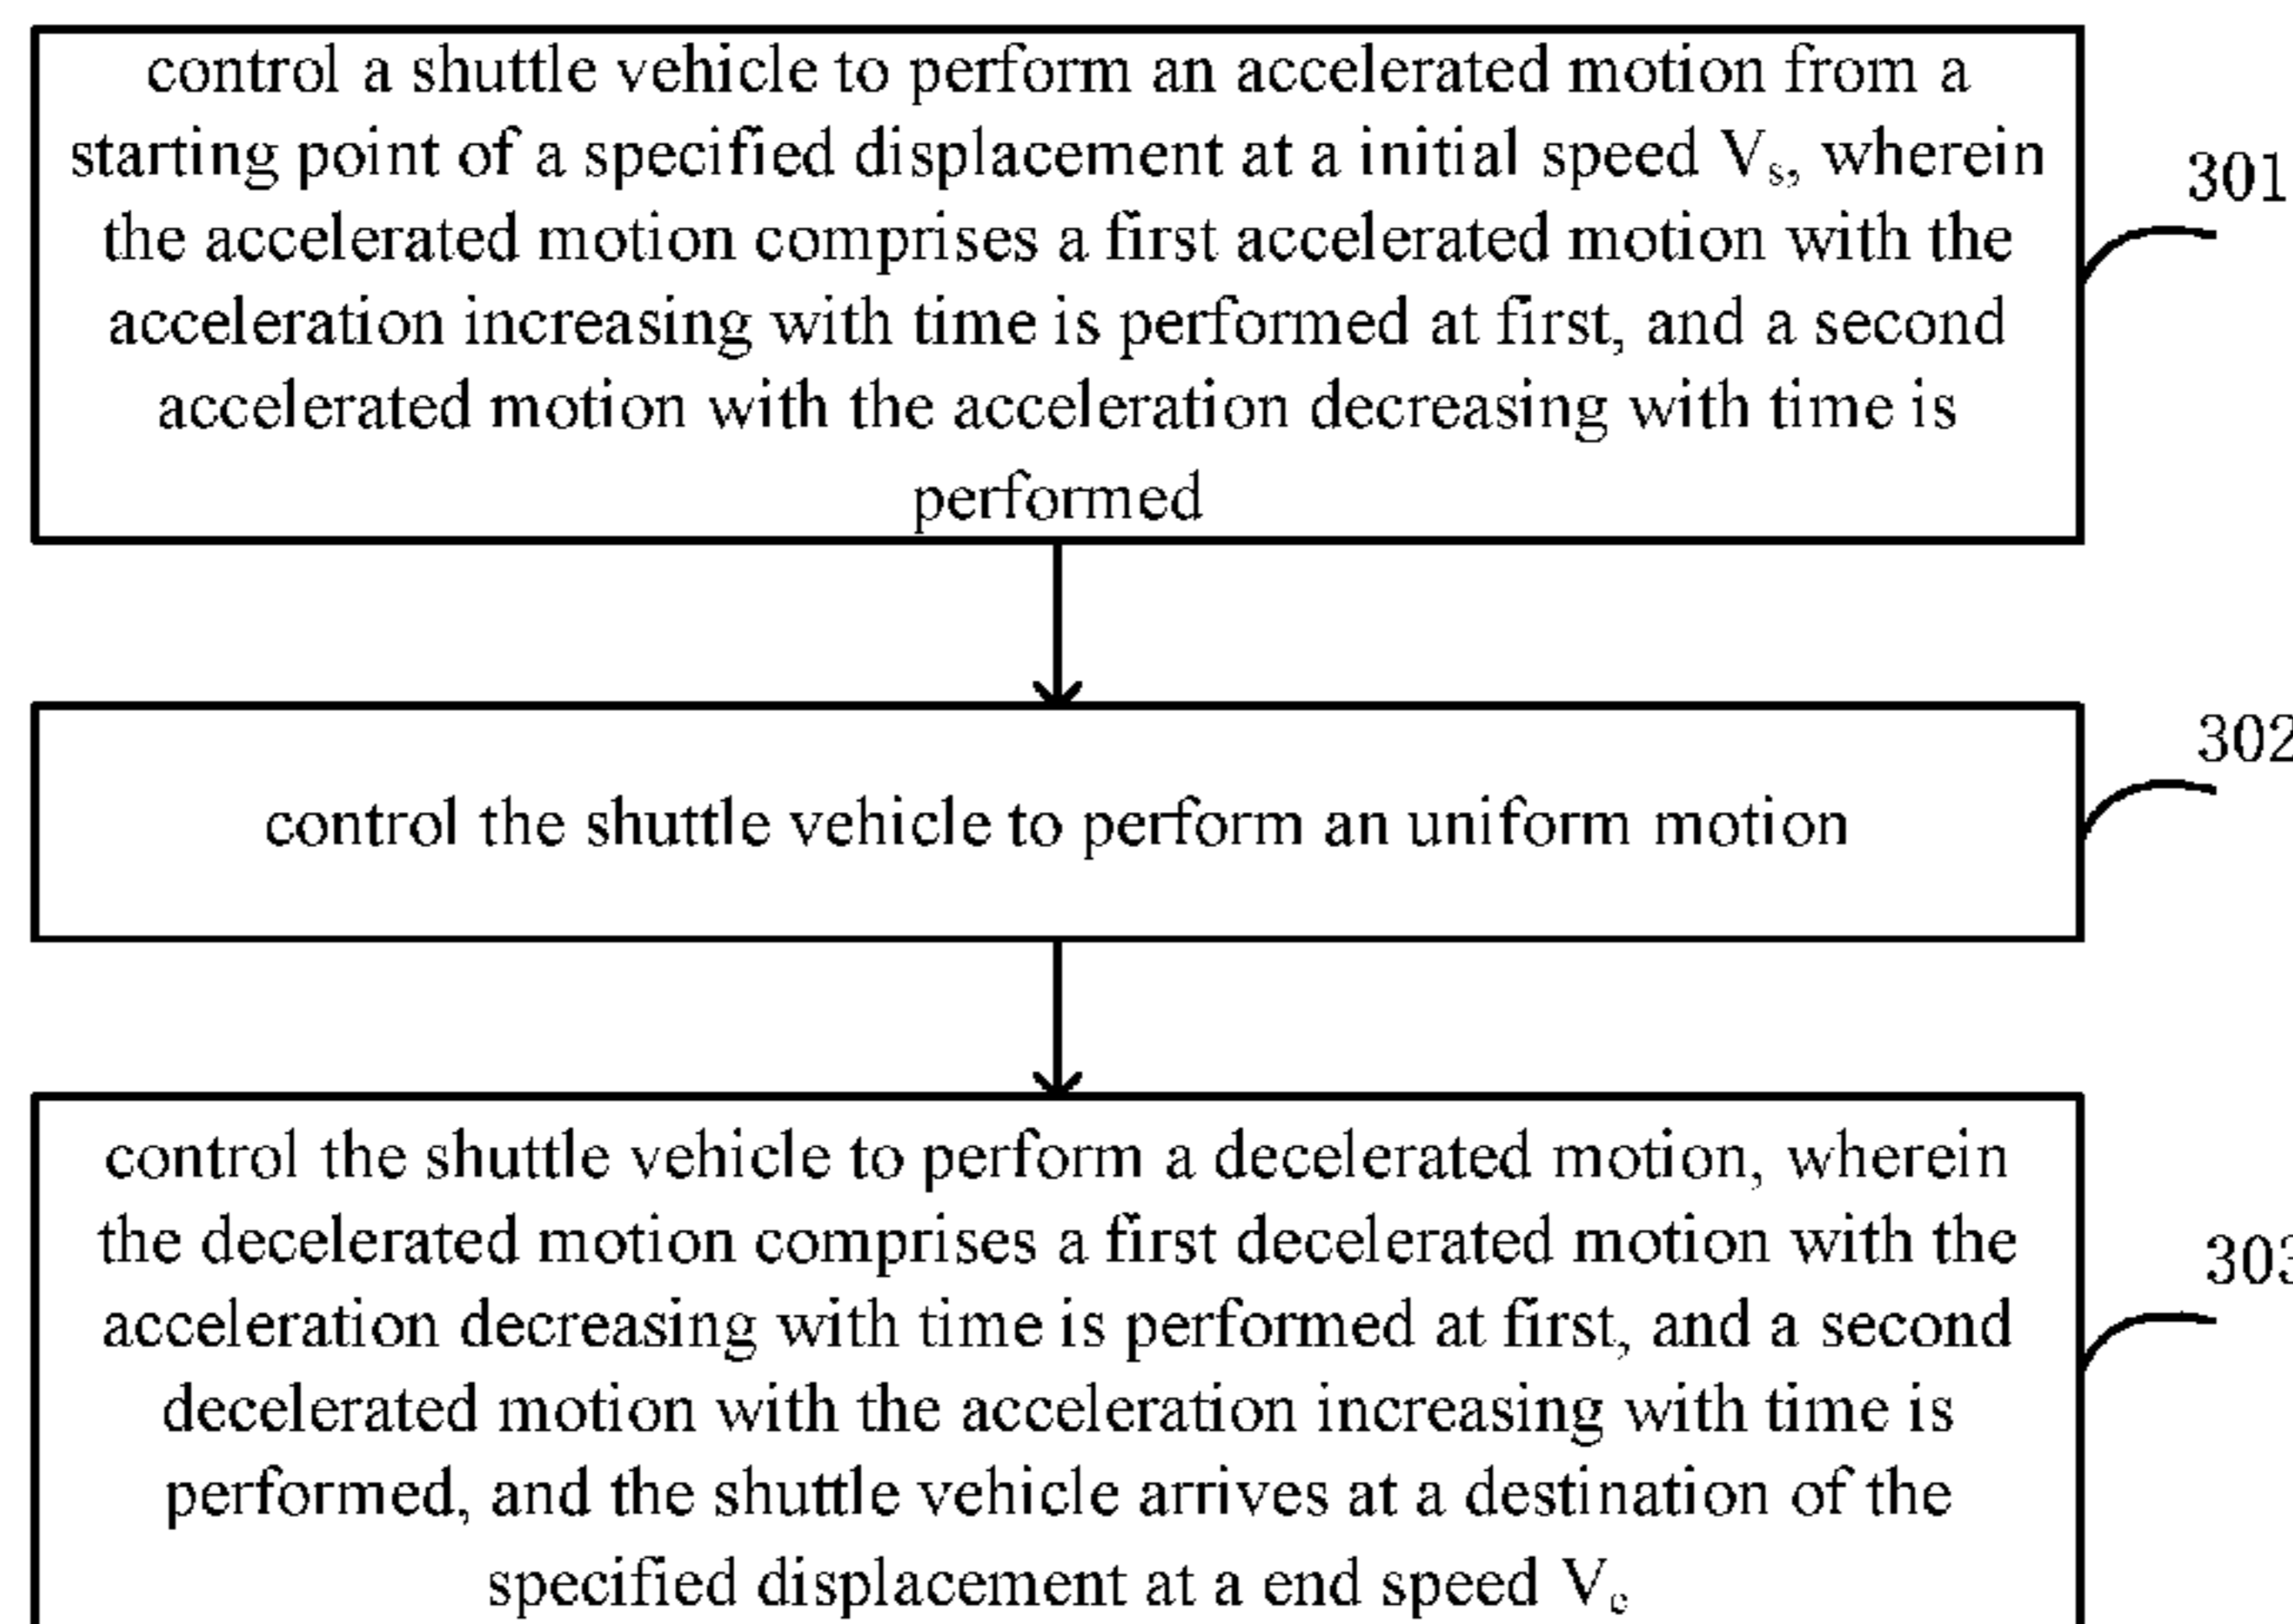 control a shuttle vehicle to perform an accelerated motion from a
starting point of a specified displacement at a initial speed Vs, wherein
the accelerated motion comprises a first accelerated motion with the
acceleration increasing with time is performed at first, and a second
accelerated motion with the acceleration decreasing with time is
performed
301
control the shuttle vehicle to perform an uniform motion
302
control the shuttle vehicle to perform a decelerated motion, wherein
the decelerated motion comprises a first decelerated motion with the
acceleration decreasing with time is performed at first, and a second
decelerated motion with the acceleration increasing with time is
performed, and the shuttle vehicle arrives at a destination of the
specified displacement at a end speed Ve
303